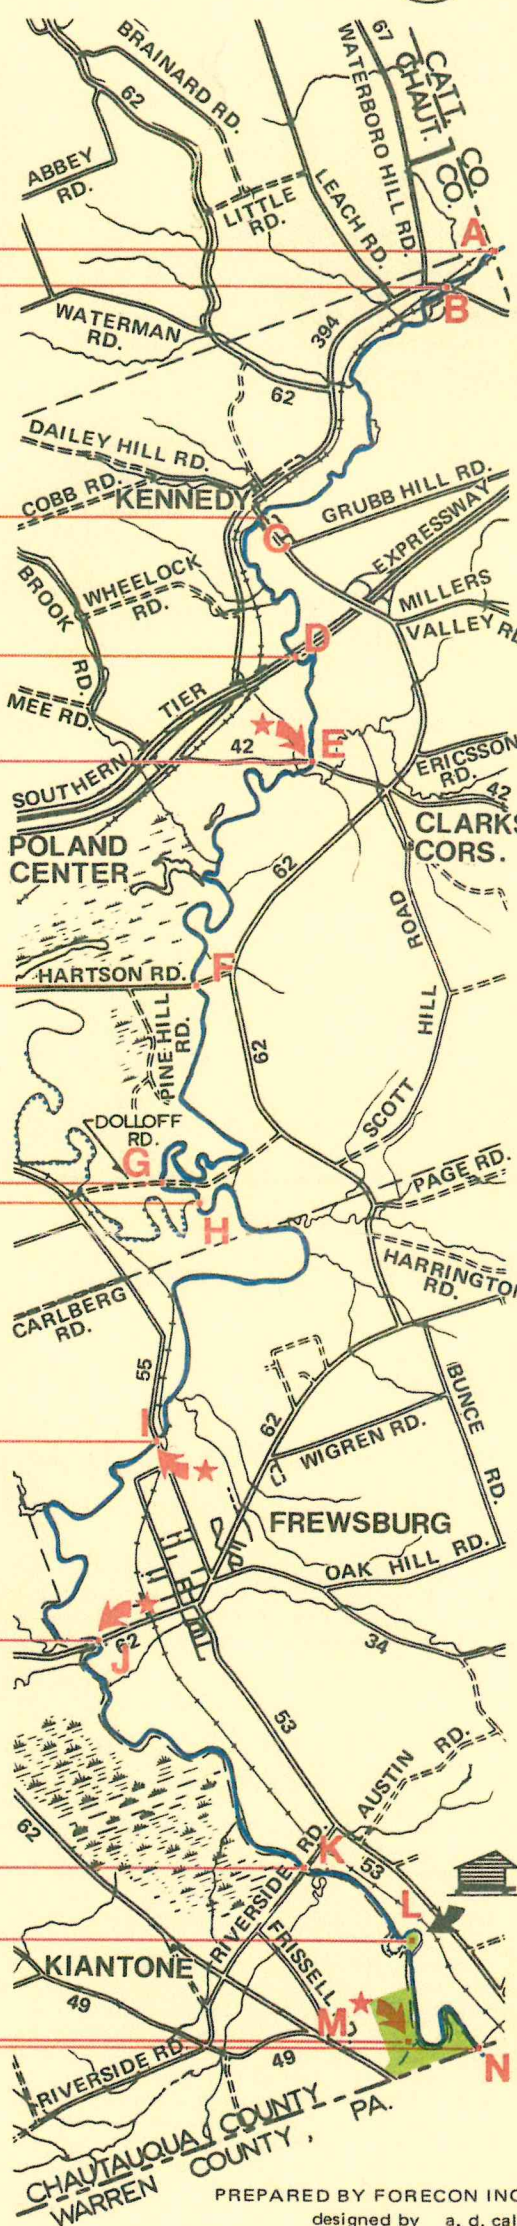 BRAINARD RD.
67
WATERBORO HILL RD.
CATT. CO.
CHAUT. CO.
62
ABBEY
RD.
LITTLE
RD.
LEACH RD.
A
B
WATERMAN
RD.
394
62
DAILEY HILL RD.
COBB RD.
KENNEDY
GRUBB HILL RD.
C
EXPRESSWAY
WHEELOCK
RD.
BROOK
RD.
MILLERS
VALLEY RD
D
MEE RD.
TIER
SOUTHERN
42
E
ERICSSON
RD.
42
POLAND
CENTER
CLARKS
CORS.
62
ROAD
HILL
SCOTT
HARTSON RD.
F
PINE HILL
RD.
62
DOLLOFF
RD.
G
H
PAGE RD.
HARRINGTO
RD.
CARLBERG
RD.
55
62
BUNCE
RD.
I
WIGREN RD.
FREWSBURG
OAK HILL RD.
62
J
34
53
AUSTIN RD.
62
RIVERSIDE RD.
K
53
L
KIANTONE
FRISSELL
49
M
RIVERSIDE RD.
49
N
CHAUTAUQUA COUNTY
WARREN COUNTY, PA.
PREPARED BY FORECON INC
designed by a. d. cal